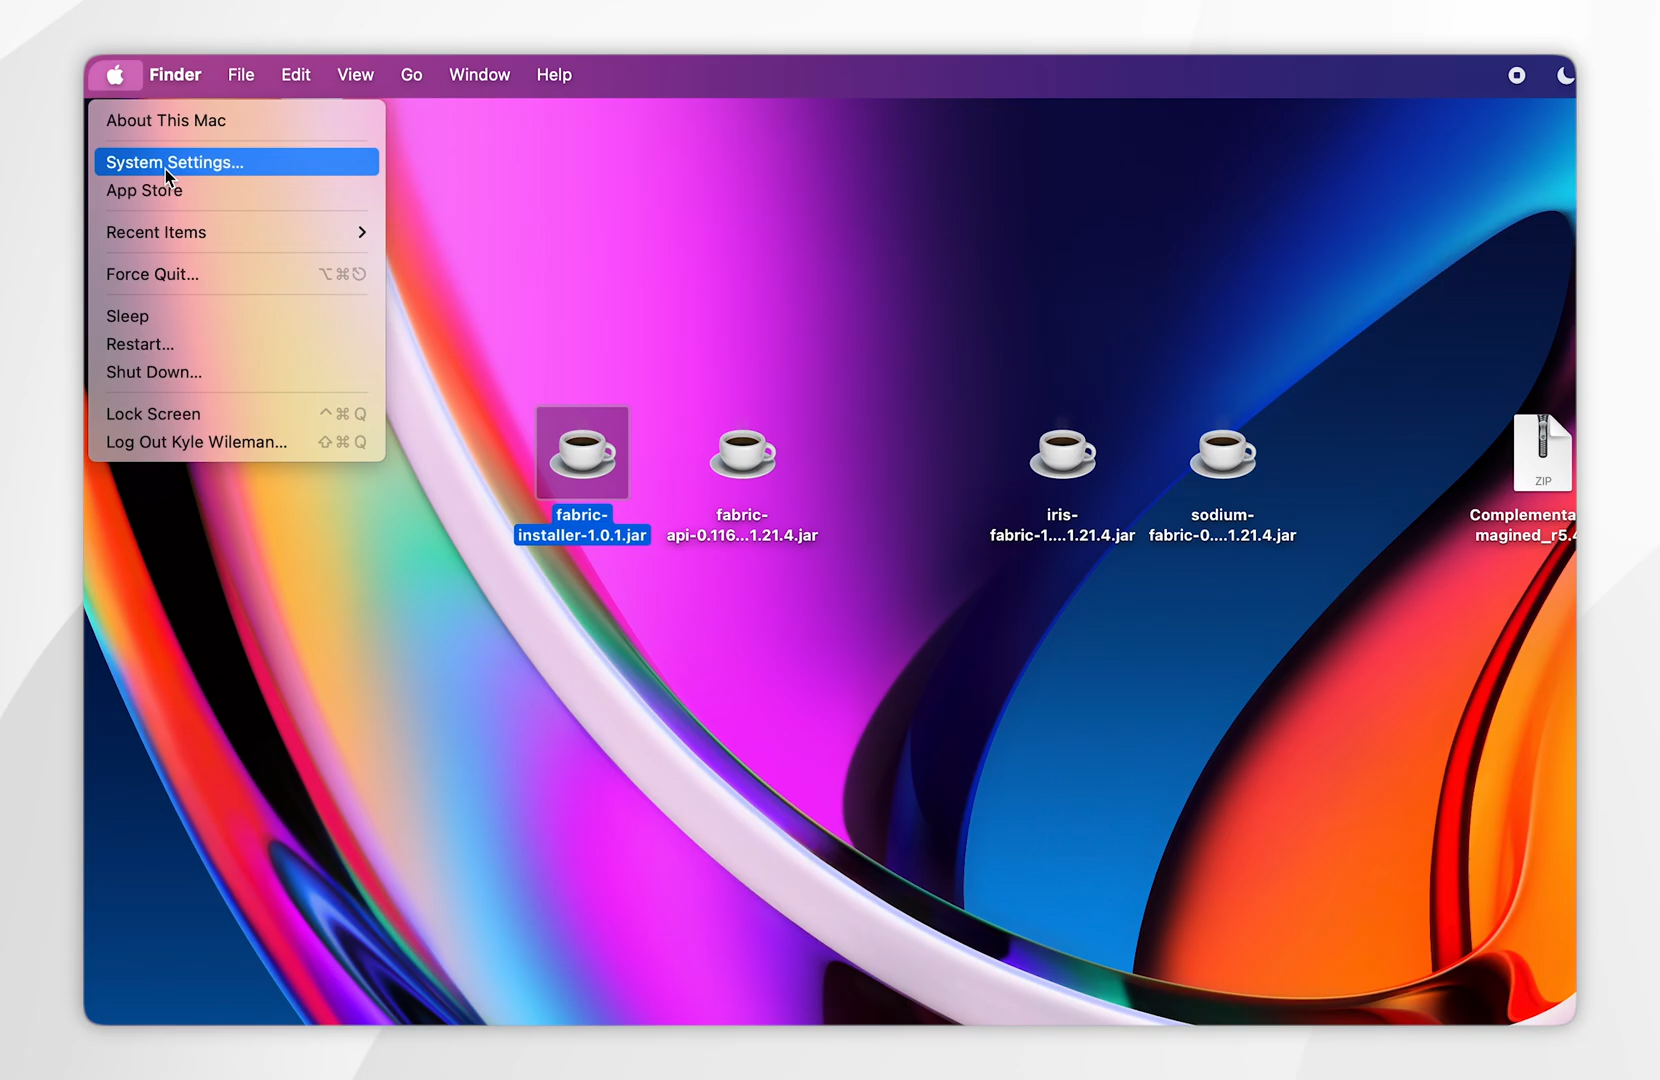 Finder File Edit View Go Window Help
About This Mac
System Settings...
App Store
Recent Items
Force Quit... ⌥⌘⎋
Sleep
Restart...
Shut Down...
Lock Screen ^⌘Q
Log Out Kyle Wileman... ⇧⌘Q
fabric-
installer-1.0.1.jar
fabric-
api-0.116...1.21.4.jar
iris-
fabric-1....1.21.4.jar
sodium-
fabric-0....1.21.4.jar
ZIP
Complementa
magined_r5.4